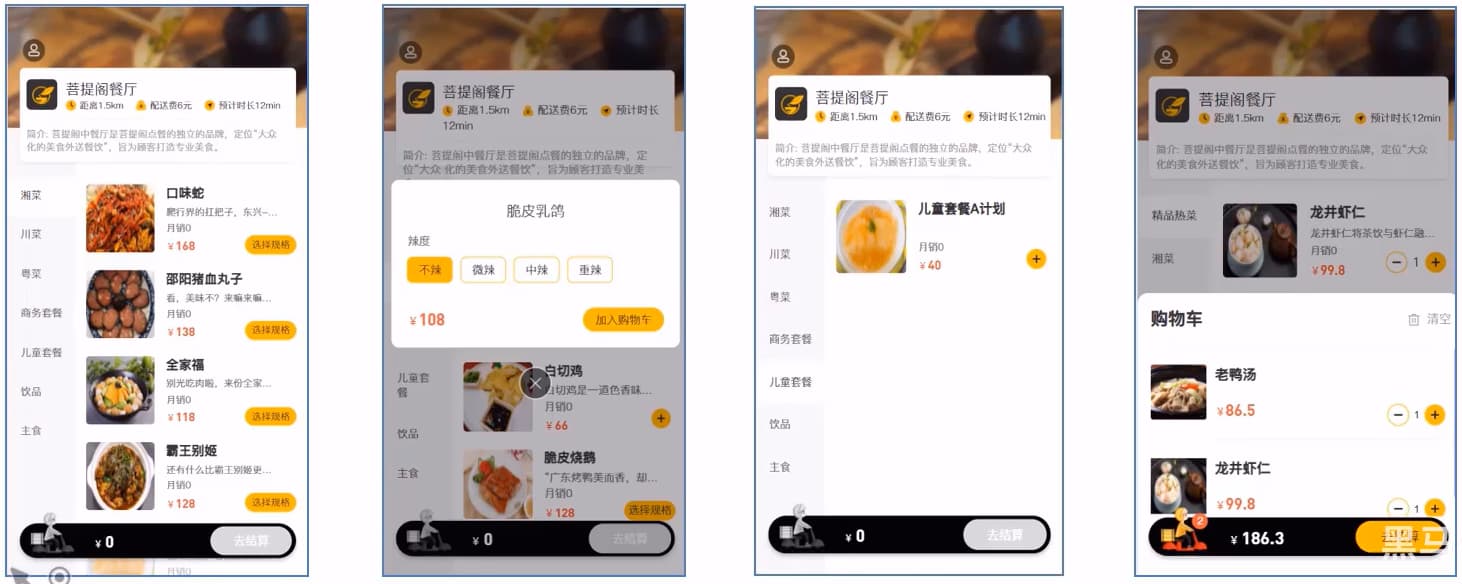 菩提阁餐厅
距离1.5km 配送费6元 预计时长12min
简介: 菩提阁中餐厅是菩提阁点餐的独立的品牌，定位“大众
化的美食外送餐饮”，旨为顾客打造专业美食。
湘菜
川菜
粤菜
商务套餐
儿童套餐
饮品
主食
口味蛇
爬行界的扛把子，东兴-...
月销0
￥168
选择规格
邵阳猪血丸子
看，美味不？来嘛来嘛...
月销0
￥138
选择规格
全家福
别光吃肉啦，来份全家...
月销0
￥118
选择规格
霸王别姬
还有什么比霸王别姬更...
月销0
￥128
选择规格
￥0
去结算
月销0
菩提阁餐厅
距离1.5km 配送费6元 预计时长
12min
简介: 菩提阁中餐厅是菩提阁点餐的独立的品牌，定
位“大众 化的美食外送餐饮”，旨为顾客打造专业美
脆皮乳鸽
辣度
不辣 微辣 中辣 重辣
￥108
加入购物车
儿童套
餐
饮品
主食
白切鸡
白切鸡是一道色香味...
月销0
￥66
+
脆皮烧鹅
“广东烤鸭美而香，却...
月销0
￥128
选择规格
￥0
去结算
菩提阁餐厅
距离1.5km 配送费6元 预计时长12min
简介: 菩提阁中餐厅是菩提阁点餐的独立的品牌，定位“大众
化的美食外送餐饮”，旨为顾客打造专业美食。
湘菜
川菜
粤菜
商务套餐
儿童套餐
饮品
主食
儿童套餐A计划
月销0
￥40
+
￥0
去结算
菩提阁餐厅
距离1.5km 配送费6元 预计时长12min
简介: 菩提阁中餐厅是菩提阁点餐的独立的品牌，定位“大众
化的美食外送餐饮”，旨为顾客打造专业美食。
精品热菜
湘菜
龙井虾仁
龙井虾仁将茶饮与虾仁融...
月销0
￥99.8
− 1 +
购物车
清空
老鸭汤
￥86.5
− 1 +
龙井虾仁
￥99.8
− 1 +
2
￥186.3
黑马